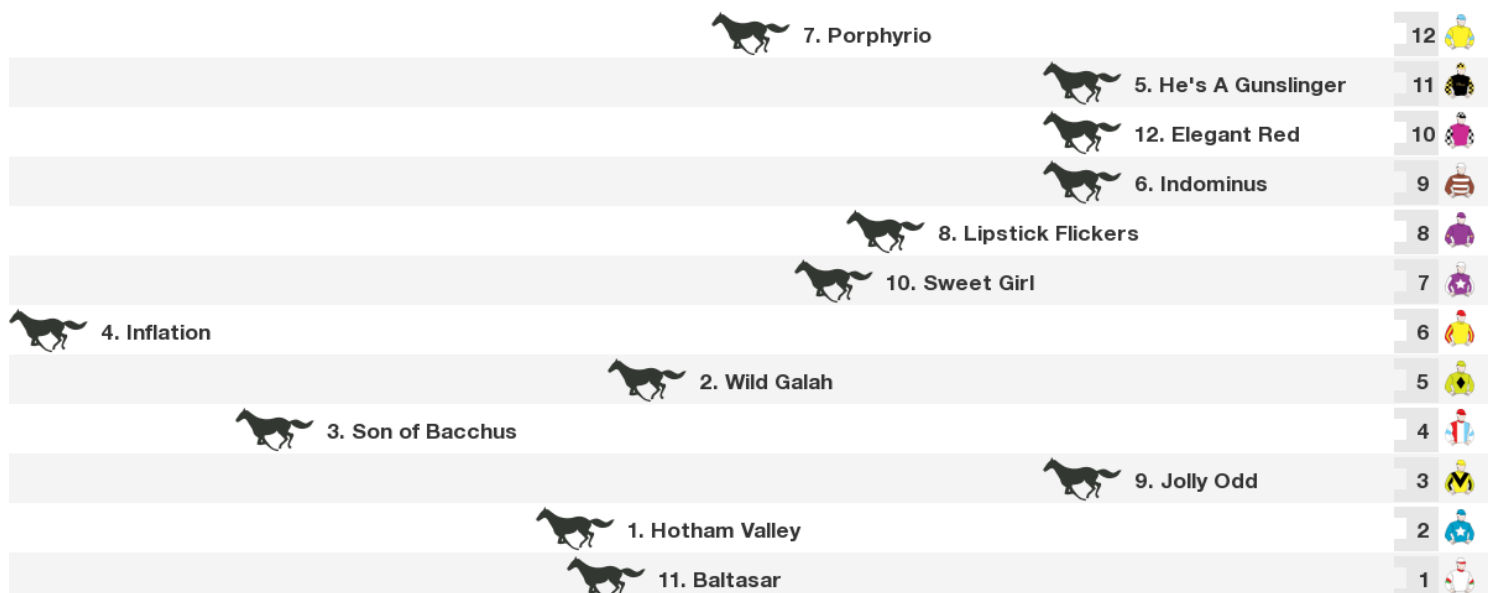 7. Porphyrio 12
5. He's A Gunslinger 11
12. Elegant Red 10
6. Indominus 9
8. Lipstick Flickers 8
10. Sweet Girl 7
4. Inflation 6
2. Wild Galah 5
3. Son of Bacchus 4
9. Jolly Odd 3
1. Hotham Valley 2
11. Baltasar 1